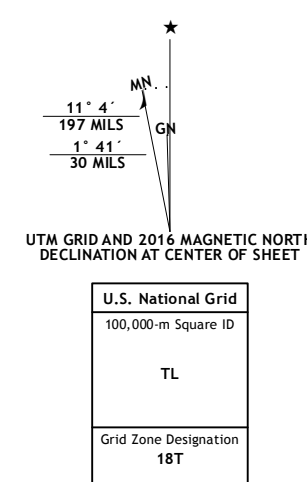 ★
MN
GN
11° 4´
197 MILS
1° 41´
30 MILS
UTM GRID AND 2016 MAGNETIC NORTH
DECLINATION AT CENTER OF SHEET
U.S. National Grid
100,000-m Square ID
TL
Grid Zone Designation
18T